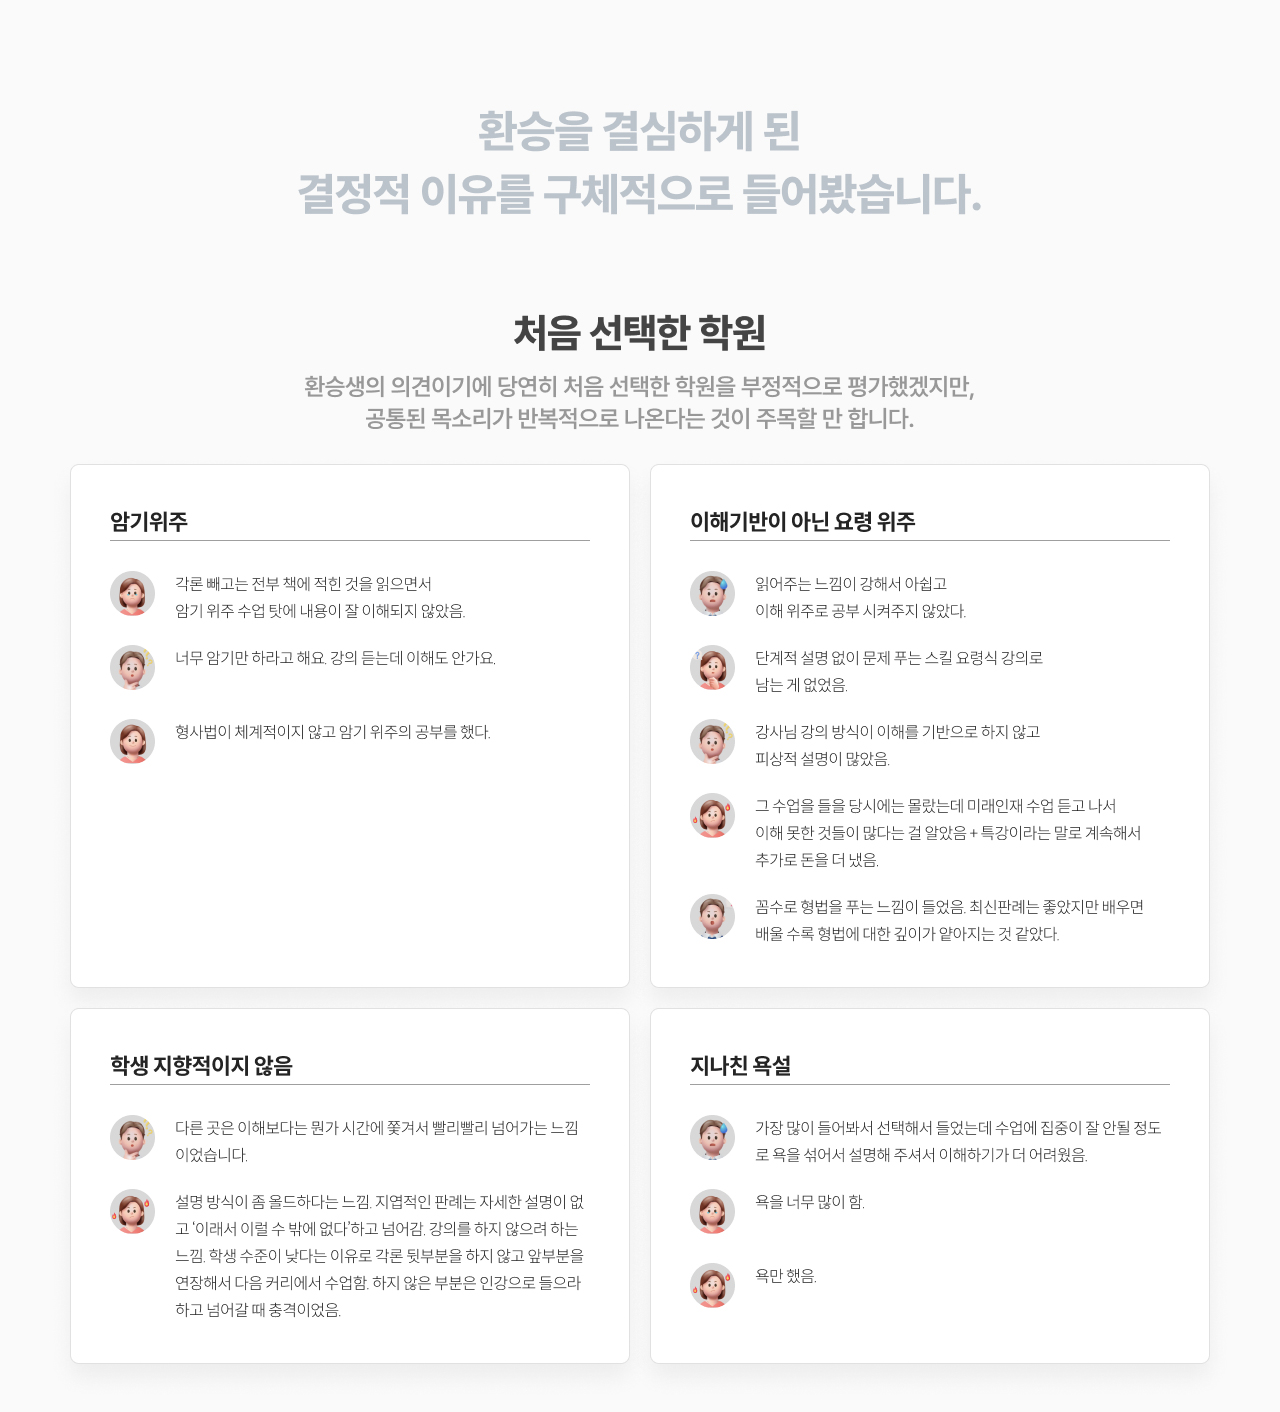 환승을 결심하게 된
결정적 이유를 구체적으로 들어봤습니다.
처음 선택한 학원
환승생의 의견이기에 당연히 처음 선택한 학원을 부정적으로 평가했겠지만,
공통된 목소리가 반복적으로 나온다는 것이 주목할 만 합니다.
암기위주
각론 빼고는 전부 책에 적힌 것을 읽으면서
암기 위주 수업 탓에 내용이 잘 이해되지 않았음.
너무 암기만 하라고 해요. 강의 듣는데 이해도 안가요.
형사법이 체계적이지 않고 암기 위주의 공부를 했다.
이해기반이 아닌 요령 위주
읽어주는 느낌이 강해서 아쉽고
이해 위주로 공부 시켜주지 않았다.
단계적 설명 없이 문제 푸는 스킬 요령식 강의로
남는 게 없었음.
강사님 강의 방식이 이해를 기반으로 하지 않고
피상적 설명이 많았음.
그 수업을 들을 당시에는 몰랐는데 미래인재 수업 듣고 나서
이해 못한 것들이 많다는 걸 알았음 + 특강이라는 말로 계속해서
추가로 돈을 더 냈음.
꼼수로 형법을 푸는 느낌이 들었음. 최신판례는 좋았지만 배우면
배울 수록 형법에 대한 깊이가 얕아지는 것 같았다.
학생 지향적이지 않음
다른 곳은 이해보다는 뭔가 시간에 쫓겨서 빨리빨리 넘어가는 느낌
이었습니다.
설명 방식이 좀 올드하다는 느낌. 지엽적인 판례는 자세한 설명이 없
고 ‘이래서 이럴 수 밖에 없다’하고 넘어감. 강의를 하지 않으려 하는
느낌. 학생 수준이 낮다는 이유로 각론 뒷부분을 하지 않고 앞부분을
연장해서 다음 커리에서 수업함. 하지 않은 부분은 인강으로 들으라
하고 넘어갈 때 충격이었음.
지나친 욕설
가장 많이 들어봐서 선택해서 들었는데 수업에 집중이 잘 안될 정도
로 욕을 섞어서 설명해 주셔서 이해하기가 더 어려웠음.
욕을 너무 많이 함.
욕만 했음.